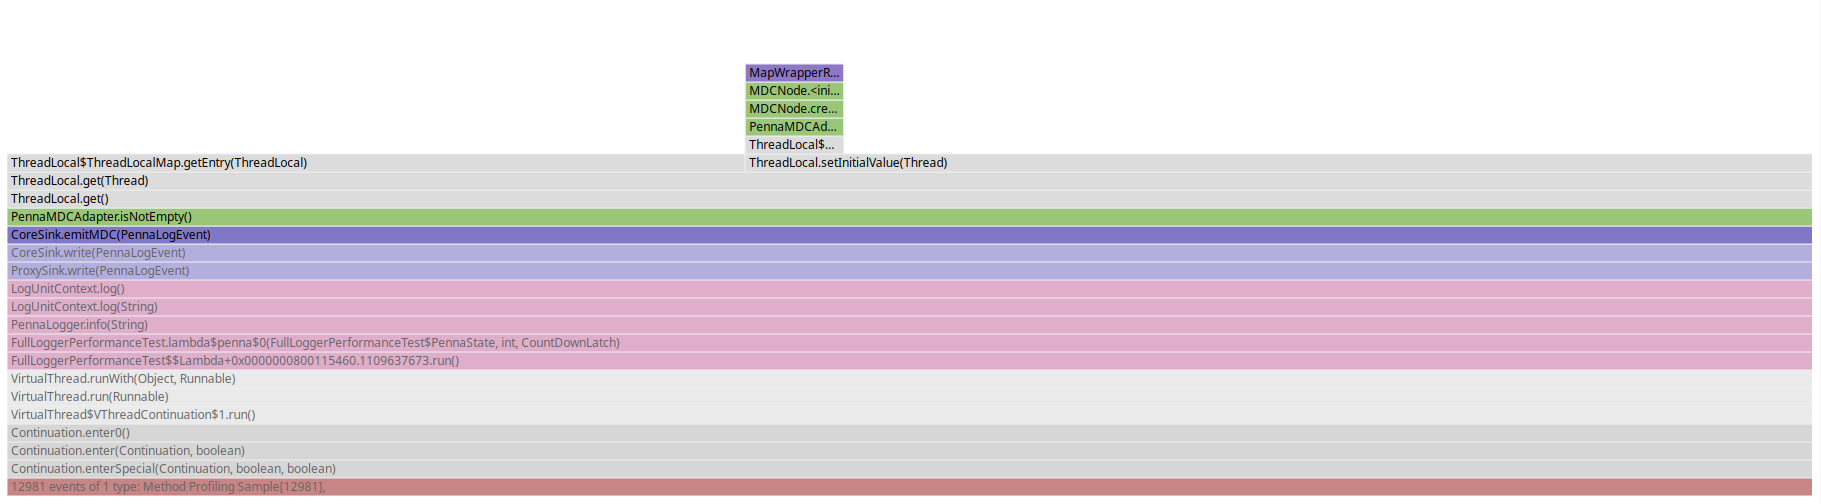 MapWrapperR...
MDCNode.<ini...
MDCNode.cre...
PennaMDCAd...
ThreadLocal$...
ThreadLocal$ThreadLocalMap.getEntry(ThreadLocal) ThreadLocal.setInitialValue(Thread)
ThreadLocal.get(Thread)
ThreadLocal.get()
PennaMDCAdapter.isNotEmpty()
CoreSink.emitMDC(PennaLogEvent)
CoreSink.write(PennaLogEvent)
ProxySink.write(PennaLogEvent)
LogUnitContext.log()
LogUnitContext.log(String)
PennaLogger.info(String)
FullLoggerPerformanceTest.lambda$penna$0(FullLoggerPerformanceTest$PennaState, int, CountDownLatch)
FullLoggerPerformanceTest$$Lambda+0x0000000800115460.1109637673.run()
VirtualThread.runWith(Object, Runnable)
VirtualThread.run(Runnable)
VirtualThread$VThreadContinuation$1.run()
Continuation.enter0()
Continuation.enter(Continuation, boolean)
Continuation.enterSpecial(Continuation, boolean, boolean)
12981 events of 1 type: Method Profiling Sample[12981],